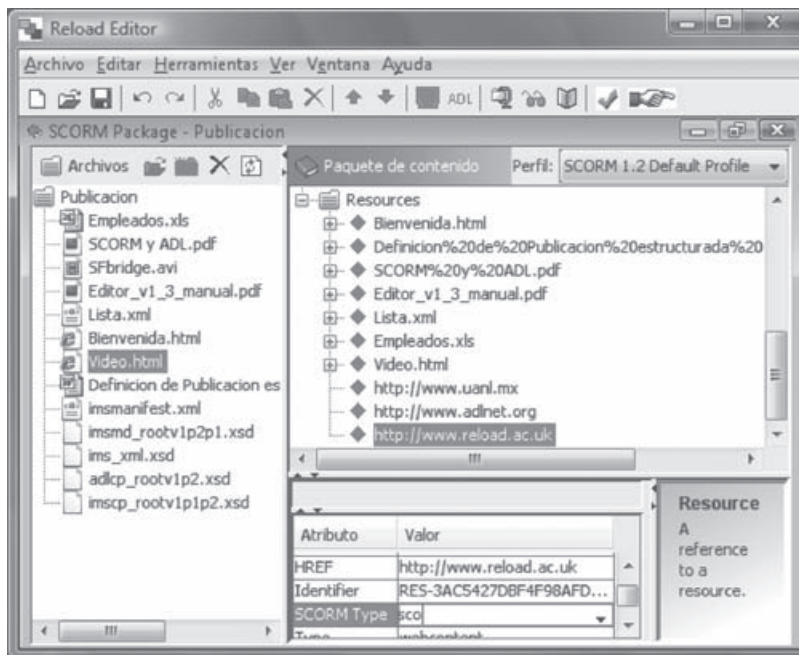 Reload Editor
Archivo Editar Herramientas Ver Ventana Ayuda
ADL
SCORM Package - Publicacion
Archivos
Publicacion
Empleados.xls
SCORM y ADL.pdf
SFbridge.avi
Editor_v1_3_manual.pdf
Lista.xml
Bienvenida.html
Video.html
Definicion de Publicacion es
imsmanifest.xml
imsmd_rootv1p2p1.xsd
ims_xml.xsd
adlcp_rootv1p2.xsd
imscp_rootv1p1p2.xsd
Paquete de contenido Perfil: SCORM 1.2 Default Profile
Resources
Bienvenida.html
Definicion%20de%20Publicacion%20estructurada%20
SCORM%20y%20ADL.pdf
Editor_v1_3_manual.pdf
Lista.xml
Empleados.xls
Video.html
http://www.uanl.mx
http://www.adlnet.org
http://www.reload.ac.uk
Atributo Valor
HREF http://www.reload.ac.uk
Identifier RES-3AC5427DBF4F98AFD...
SCORM Type sco
Type webcontent
Resource
A
reference
to a
resource.